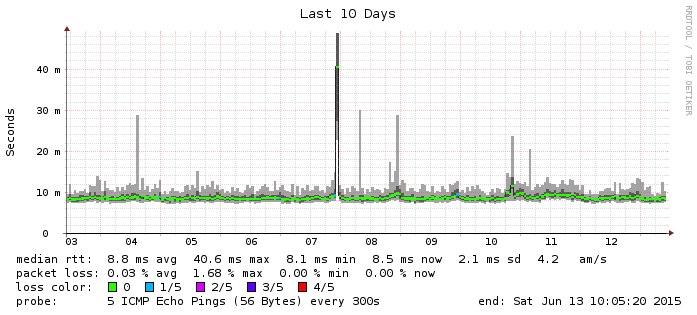 Last 10 Days
RRDTOOL / TOBI OETIKER
Seconds
40 m
30 m
20 m
10 m
0
03 04 05 06 07 08 09 10 11 12
median rtt: 8.8 ms avg 40.6 ms max 8.1 ms min 8.5 ms now 2.1 ms sd 4.2 am/s
packet loss: 0.03 % avg 1.68 % max 0.00 % min 0.00 % now
loss color: 0 1/5 2/5 3/5 4/5
probe: 5 ICMP Echo Pings (56 Bytes) every 300s end: Sat Jun 13 10:05:20 2015